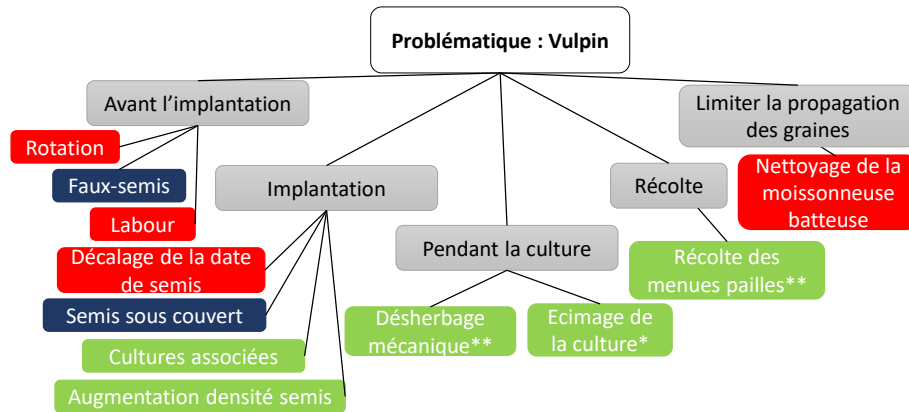 Problématique : Vulpin
Avant l’implantation
Rotation
Faux-semis
Labour
Implantation
Décalage de la date
de semis
Semis sous couvert
Cultures associées
Augmentation densité semis
Pendant la culture
Désherbage
mécanique**
Ecimage de
la culture*
Récolte
Récolte des
menues pailles**
Limiter la propagation
des graines
Nettoyage de la
moissonneuse
batteuse